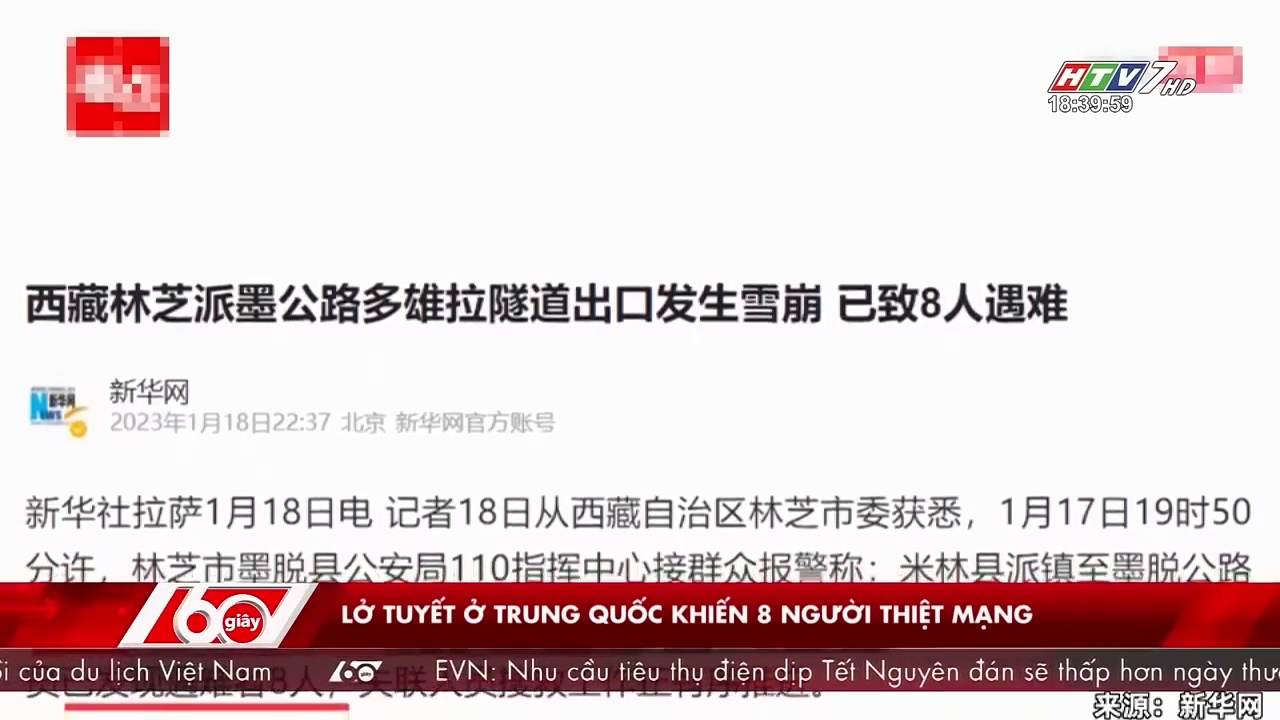 HTV7HD
18:39:59
西藏林芝派墨公路多雄拉隧道出口发生雪崩 已致8人遇难
新华网
2023年1月18日22:37 北京 新华网官方账号
新华社拉萨1月18日电 记者18日从西藏自治区林芝市委获悉，1月17日19时50
分许，林芝市墨脱县公安局110指挥中心接群众报警称：米林县派镇至墨脱公路
60 giây LỞ TUYẾT Ở TRUNG QUỐC KHIẾN 8 NGƯỜI THIỆT MẠNG
của du lịch Việt Nam 60 giây EVN: Nhu cầu tiêu thụ điện dịp Tết Nguyên đán sẽ thấp hơn ngày
来源：新华网